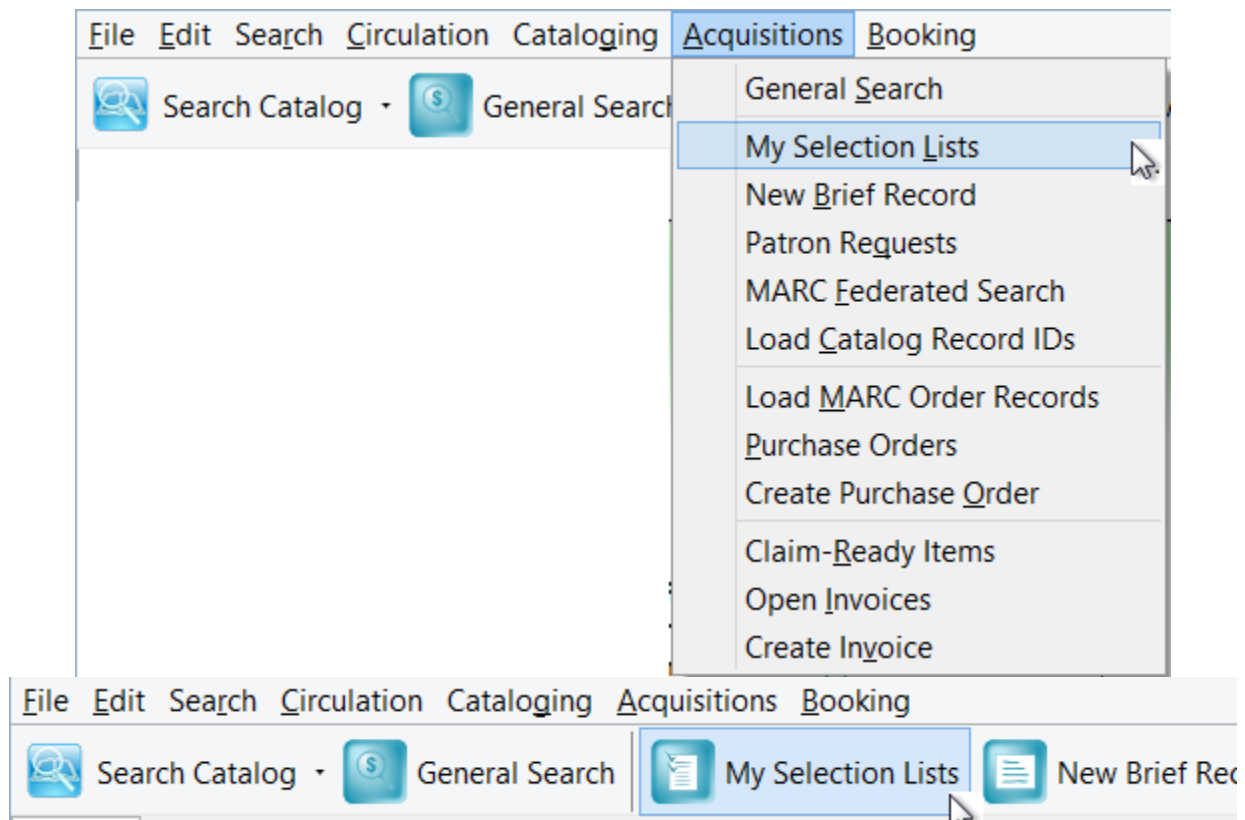 File Edit Search Circulation Cataloging Acquisitions Booking
Search Catalog General Search
General Search
My Selection Lists
New Brief Record
Patron Requests
MARC Federated Search
Load Catalog Record IDs
Load MARC Order Records
Purchase Orders
Create Purchase Order
Claim-Ready Items
Open Invoices
Create Invoice
File Edit Search Circulation Cataloging Acquisitions Booking
Search Catalog General Search My Selection Lists New Brief Rec